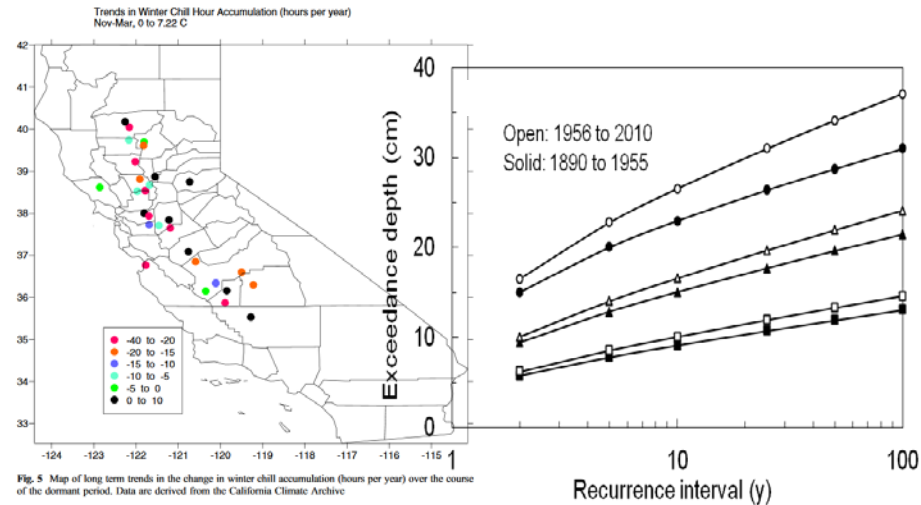 Trends in Winter Chill Hour Accumulation (hours per year)
Nov-Mar, 0 to 7.22 C
42
41
40
39
38
37
36
35
34
33
-40 to -20
-20 to -15
-15 to -10
-10 to -5
-5 to 0
0 to 10
-124 -123 -122 -121 -120 -119 -118 -117 -116 -115
Fig. 5 Map of long term trends in the change in winter chill accumulation (hours per year) over the course
of the dormant period. Data are derived from the California Climate Archive
Exceedance depth (cm)
40
30
20
10
0
Open: 1956 to 2010
Solid: 1890 to 1955
1 10 100
Recurrence interval (y)